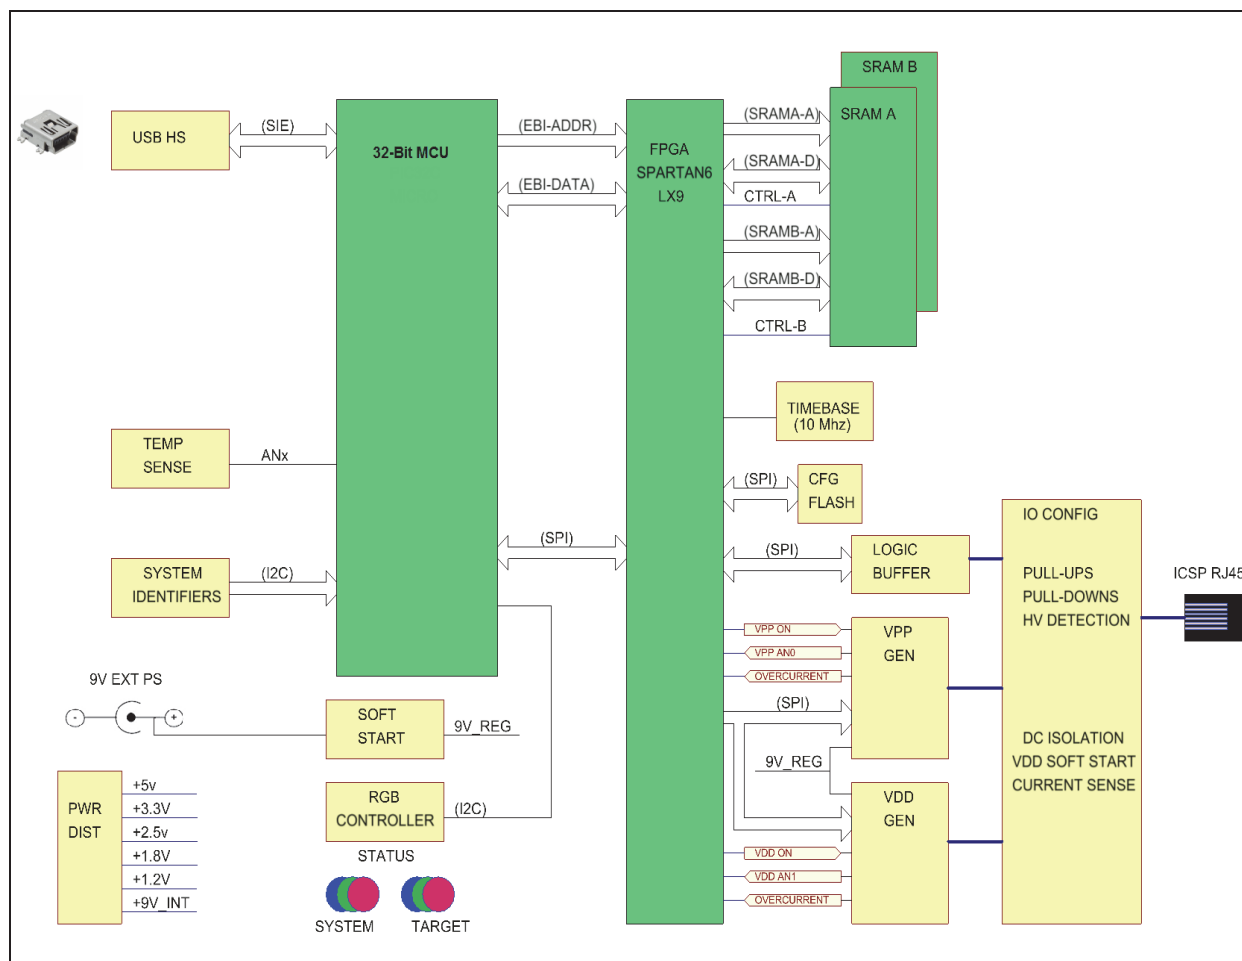 SRAM B
SRAM A
USB HS
(SIE)
32-Bit MCU
(EBI-ADDR)
(EBI-DATA)
FPGA
SPARTAN6
LX9
(SRAMA-A)
(SRAMA-D)
CTRL-A
(SRAMB-A)
(SRAMB-D)
CTRL-B
TIMEBASE
(10 Mhz)
TEMP
SENSE
ANx
(SPI)
CFG
FLASH
SYSTEM
IDENTIFIERS
(I2C)
(SPI)
(SPI)
LOGIC
BUFFER
IO CONFIG
PULL-UPS
PULL-DOWNS
HV DETECTION
DC ISOLATION
VDD SOFT START
CURRENT SENSE
ICSP RJ45
VPP ON
VPP AN0
OVERCURRENT
(SPI)
VPP
GEN
9V_REG
VDD
GEN
VDD ON
VDD AN1
OVERCURRENT
9V EXT PS
-
+
SOFT
START
9V_REG
RGB
CONTROLLER
(I2C)
STATUS
SYSTEM
TARGET
PWR
DIST
+5v
+3.3V
+2.5v
+1.8V
+1.2V
+9V_INT